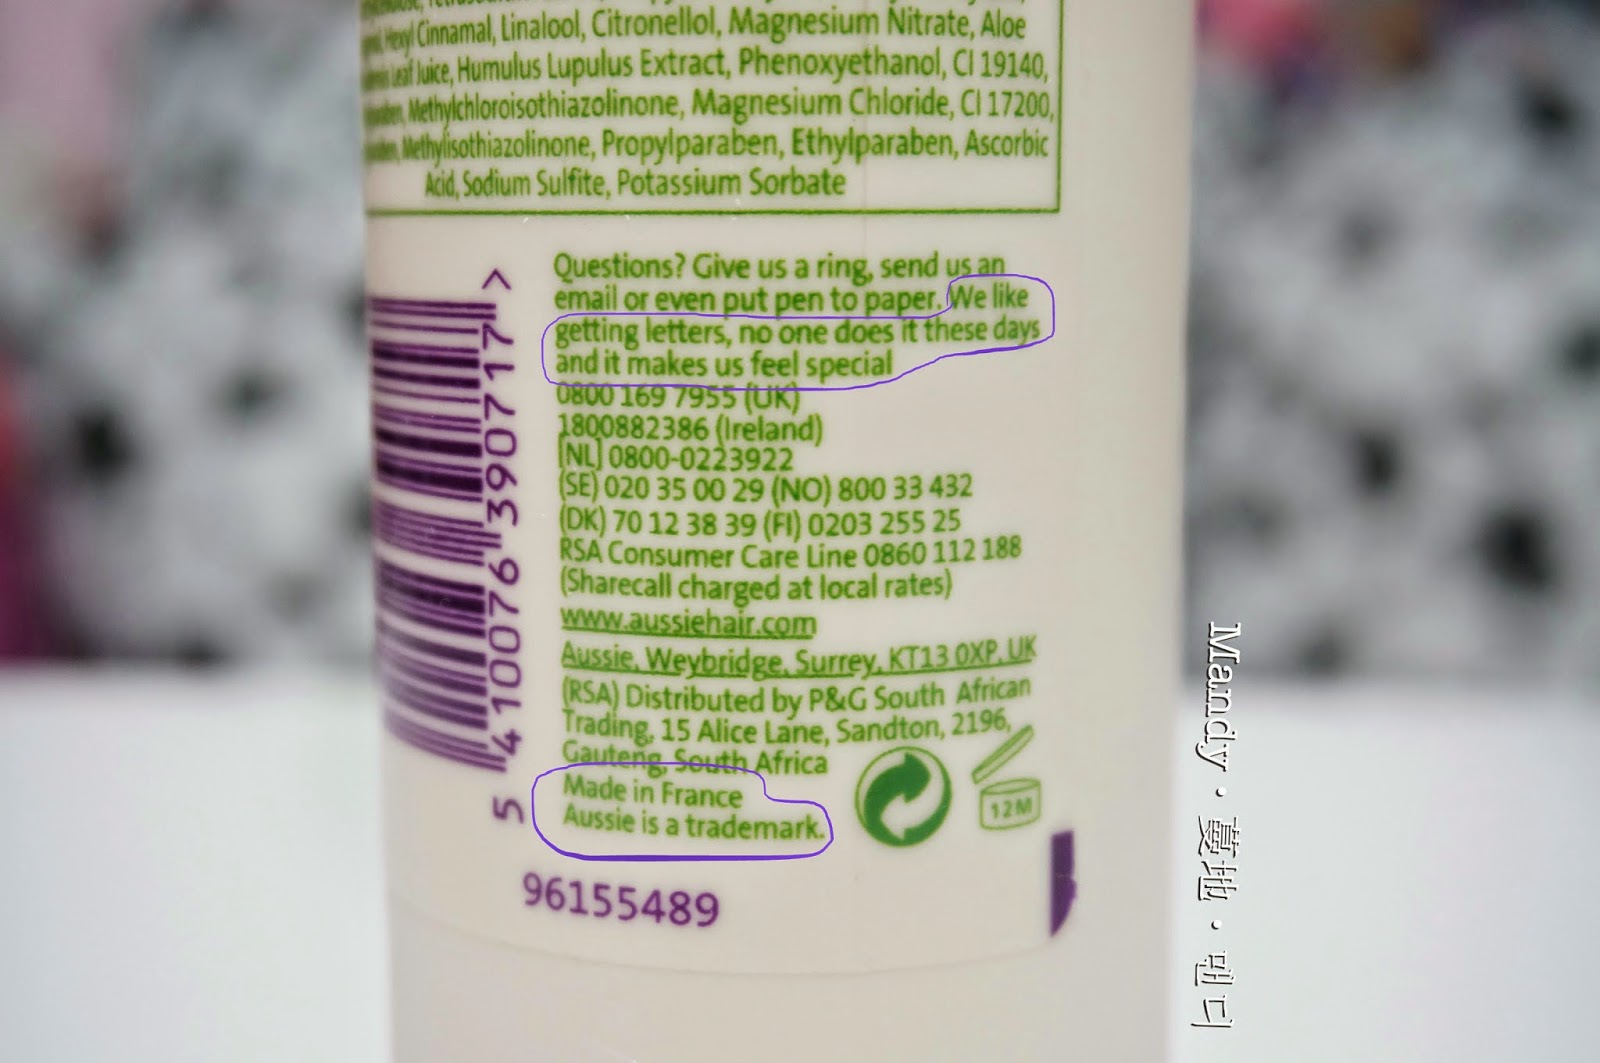 Hexyl Cinnamal, Linalool, Citronellol, Magnesium Nitrate, Aloe
Leaf Juice, Humulus Lupulus Extract, Phenoxyethanol, CI 19140,
Methylchloroisothiazolinone, Magnesium Chloride, CI 17200,
Methylisothiazolinone, Propylparaben, Ethylparaben, Ascorbic
Acid, Sodium Sulfite, Potassium Sorbate
Questions? Give us a ring, send us an
email or even put pen to paper. We like
getting letters, no one does it these days
and it makes us feel special
0800 169 7955 (UK)
1800882386 (Ireland)
[NL] 0800-0223922
(SE) 020 35 00 29 (NO) 800 33 432
(DK) 70 12 38 39 (FI) 0203 255 25
RSA Consumer Care Line 0860 112 188
(Sharecall charged at local rates)
www.aussiehair.com
Aussie, Weybridge, Surrey, KT13 0XP, UK
(RSA) Distributed by P&G South African
Trading, 15 Alice Lane, Sandton, 2196,
Gauteng, South Africa
Made in France
Aussie is a trademark.
12M
5 410076 390717 >
96155489
Mandy · 蔓地 · 맨디